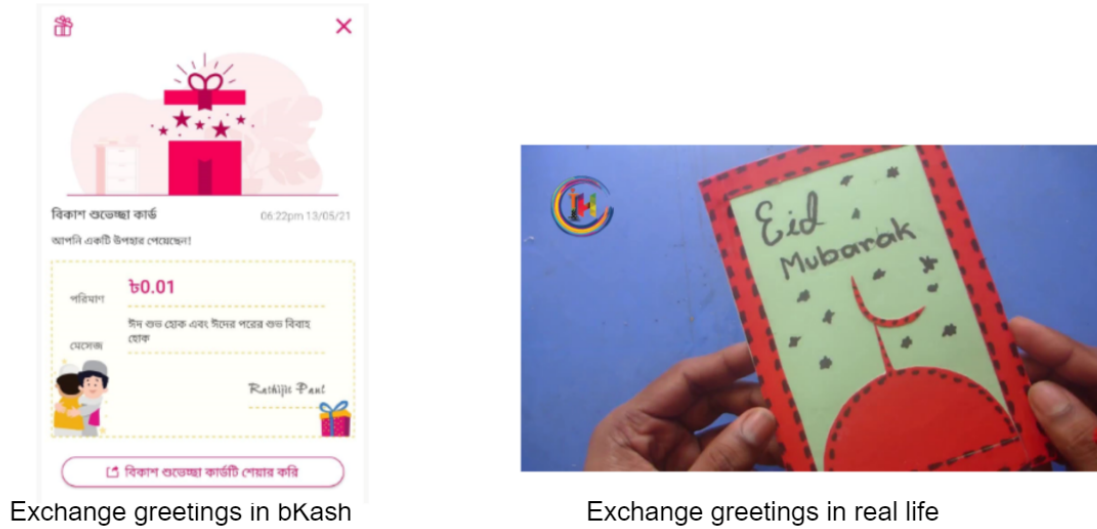 বিকাশ শুভেচ্ছা কার্ড 06:22pm 13/05/21
আপনি একটি উপহার পেয়েছেন!
পরিমাণ ৳0.01
মেসেজ ঈদ শুভ হোক এবং ঈদের পরের শুভ বিবাহ
হোক
Rathijit Paul
বিকাশ শুভেচ্ছা কার্ডটি শেয়ার করি
Exchange greetings in bKash
Eid
Mubarak
Exchange greetings in real life